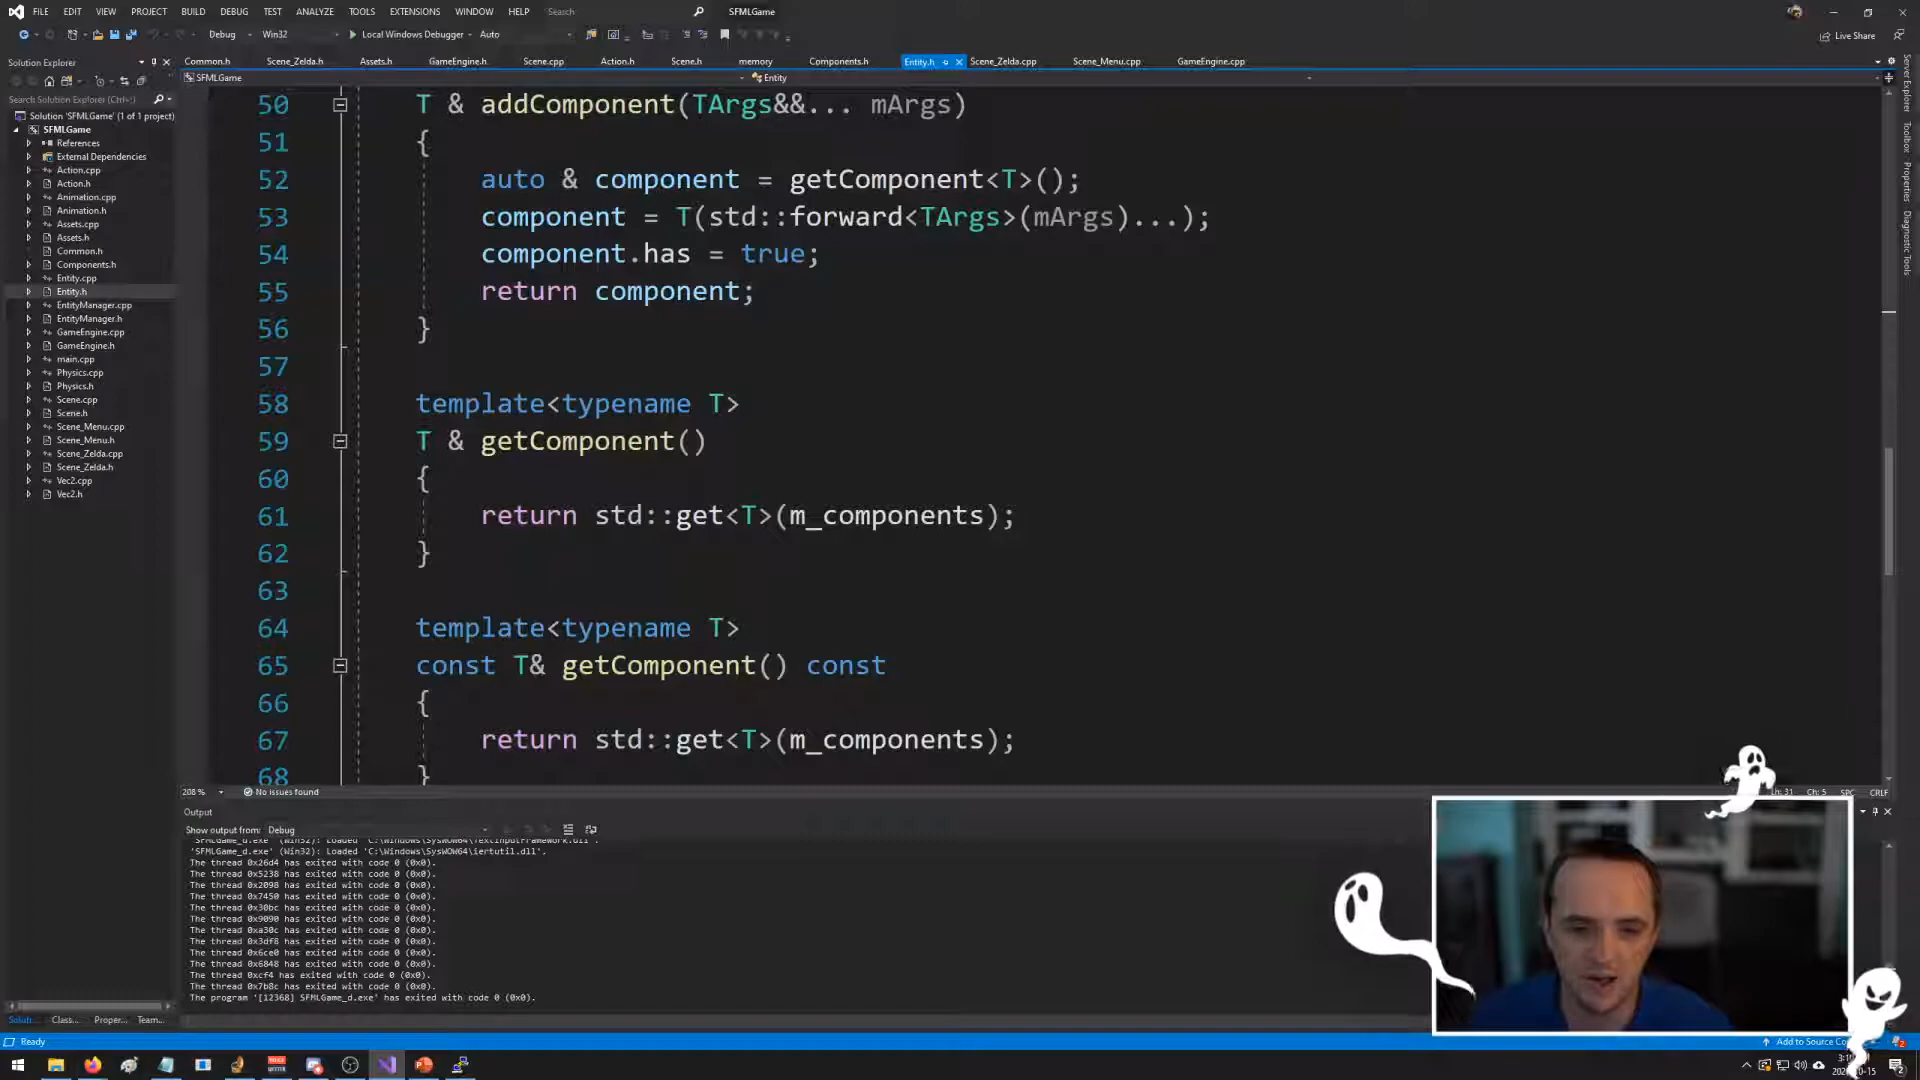 FILE EDIT VIEW PROJECT BUILD DEBUG TEST ANALYZE TOOLS EXTENSIONS WINDOW HELP Search SFMLGame
Debug Win32 Local Windows Debugger Auto Live Share
Solution Explorer
Search Solution Explorer (Ctrl+;)
Solution 'SFMLGame' (1 of 1 project)
SFMLGame
References
External Dependencies
Action.cpp
Action.h
Animation.cpp
Animation.h
Assets.cpp
Assets.h
Common.h
Components.h
Entity.cpp
Entity.h
EntityManager.cpp
EntityManager.h
GameEngine.cpp
GameEngine.h
main.cpp
Physics.cpp
Physics.h
Scene.cpp
Scene.h
Scene_Menu.cpp
Scene_Menu.h
Scene_Zelda.cpp
Scene_Zelda.h
Vec2.cpp
Vec2.h
Soluti... Class... Proper... Team...
Common.h Scene_Zelda.h Assets.h GameEngine.h Scene.cpp Action.h Scene.h memory Components.h Entity.h Scene_Zelda.cpp Scene_Menu.cpp GameEngine.cpp
SFMLGame Entity
50 T & addComponent(TArgs&&... mArgs)
51 {
52 auto & component = getComponent<T>();
53 component = T(std::forward<TArgs>(mArgs)...);
54 component.has = true;
55 return component;
56 }
57
58 template<typename T>
59 T & getComponent()
60 {
61 return std::get<T>(m_components);
62 }
63
64 template<typename T>
65 const T& getComponent() const
66 {
67 return std::get<T>(m_components);
68 }
208 % No issues found Ln: 31 Ch: 5 SPC CRLF
Output
Show output from: Debug
'SFMLGame_d.exe' (Win32): Loaded 'C:\Windows\SysWOW64\TextInputFramework.dll'.
'SFMLGame_d.exe' (Win32): Loaded 'C:\Windows\SysWOW64\iertutil.dll'.
The thread 0x26d4 has exited with code 0 (0x0).
The thread 0x5238 has exited with code 0 (0x0).
The thread 0x2098 has exited with code 0 (0x0).
The thread 0x7450 has exited with code 0 (0x0).
The thread 0x30bc has exited with code 0 (0x0).
The thread 0x9090 has exited with code 0 (0x0).
The thread 0xa30c has exited with code 0 (0x0).
The thread 0x3df8 has exited with code 0 (0x0).
The thread 0x6ce0 has exited with code 0 (0x0).
The thread 0x6848 has exited with code 0 (0x0).
The thread 0xcf4 has exited with code 0 (0x0).
The thread 0x7b8c has exited with code 0 (0x0).
The program '[12368] SFMLGame_d.exe' has exited with code 0 (0x0).
Server Explorer
Toolbox
Properties
Diagnostic Tools
Ready Add to Source